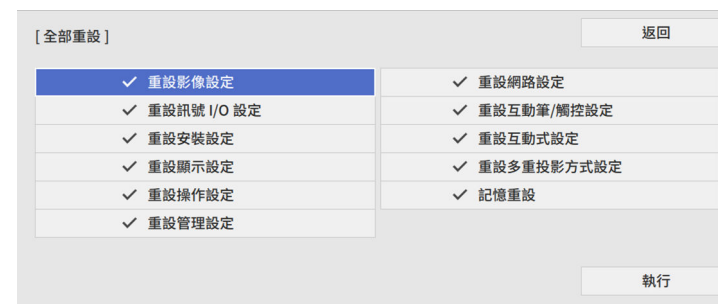 [ 全部重設 ]
返回
重設影像設定
重設訊號 I/O 設定
重設安裝設定
重設顯示設定
重設操作設定
重設管理設定
重設網路設定
重設互動筆/觸控設定
重設互動式設定
重設多重投影方式設定
記憶重設
執行